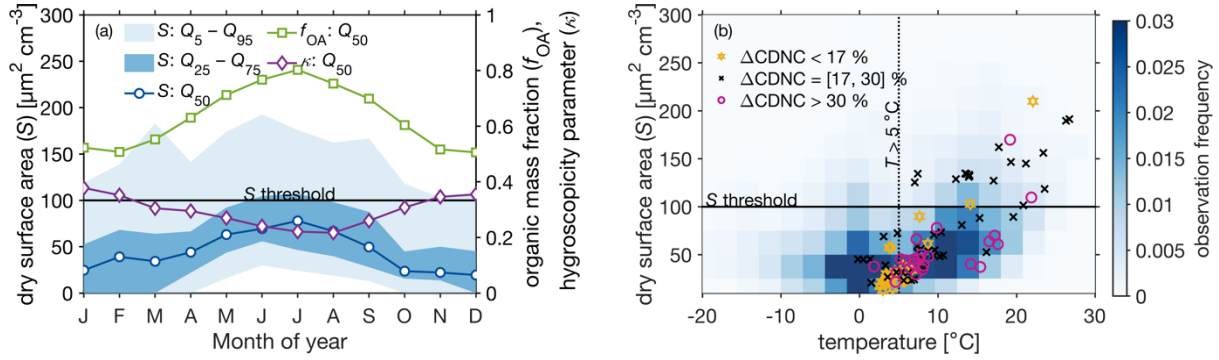 (a)
S: Q5 – Q95
S: Q25 – Q75
S: Q50
fOA: Q50
κ: Q50
S threshold
dry surface area (S) [μm² cm⁻³]
300
250
200
150
100
50
0
J F M A M J J A S O N D
Month of year
1
0.8
0.6
0.4
0.2
0
organic mass fraction (fOA),
hygroscopicity parameter (κ)
(b)
ΔCDNC < 17 %
ΔCDNC = [17, 30] %
ΔCDNC > 30 %
T > 5 °C
S threshold
dry surface area (S) [μm² cm⁻³]
300
250
200
150
100
50
-20 -10 0 10 20 30
temperature [°C]
0.03
0.025
0.02
0.015
0.01
0.005
0
observation frequency